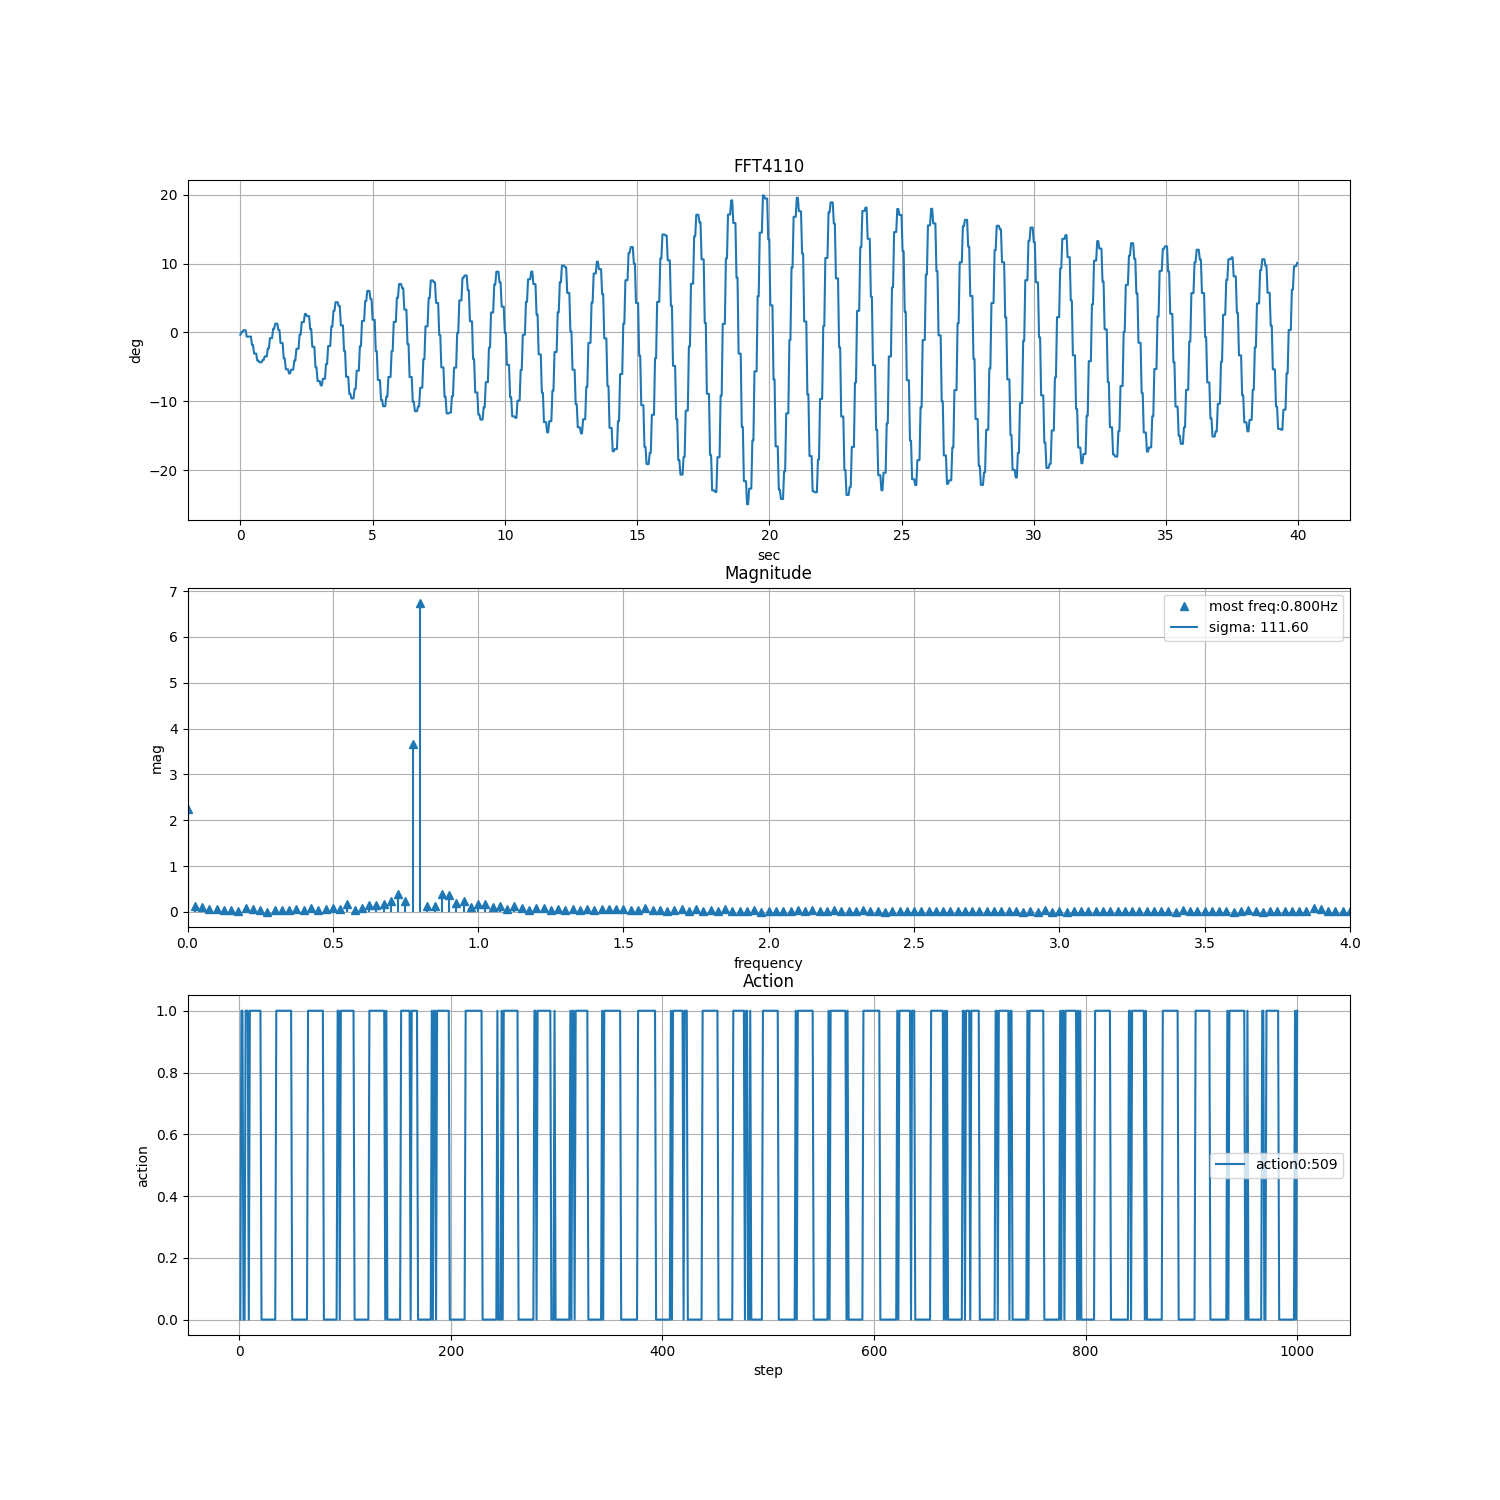 FFT4110
20
10
0
−10
−20
deg
0 5 10 15 20 25 30 35 40
sec
Magnitude
7
6
5
4
3
2
1
0
mag
most freq:0.800Hz
sigma: 111.60
0.0 0.5 1.0 1.5 2.0 2.5 3.0 3.5 4.0
frequency
Action
1.0
0.8
0.6
0.4
0.2
0.0
action
action0:509
0 200 400 600 800 1000
step